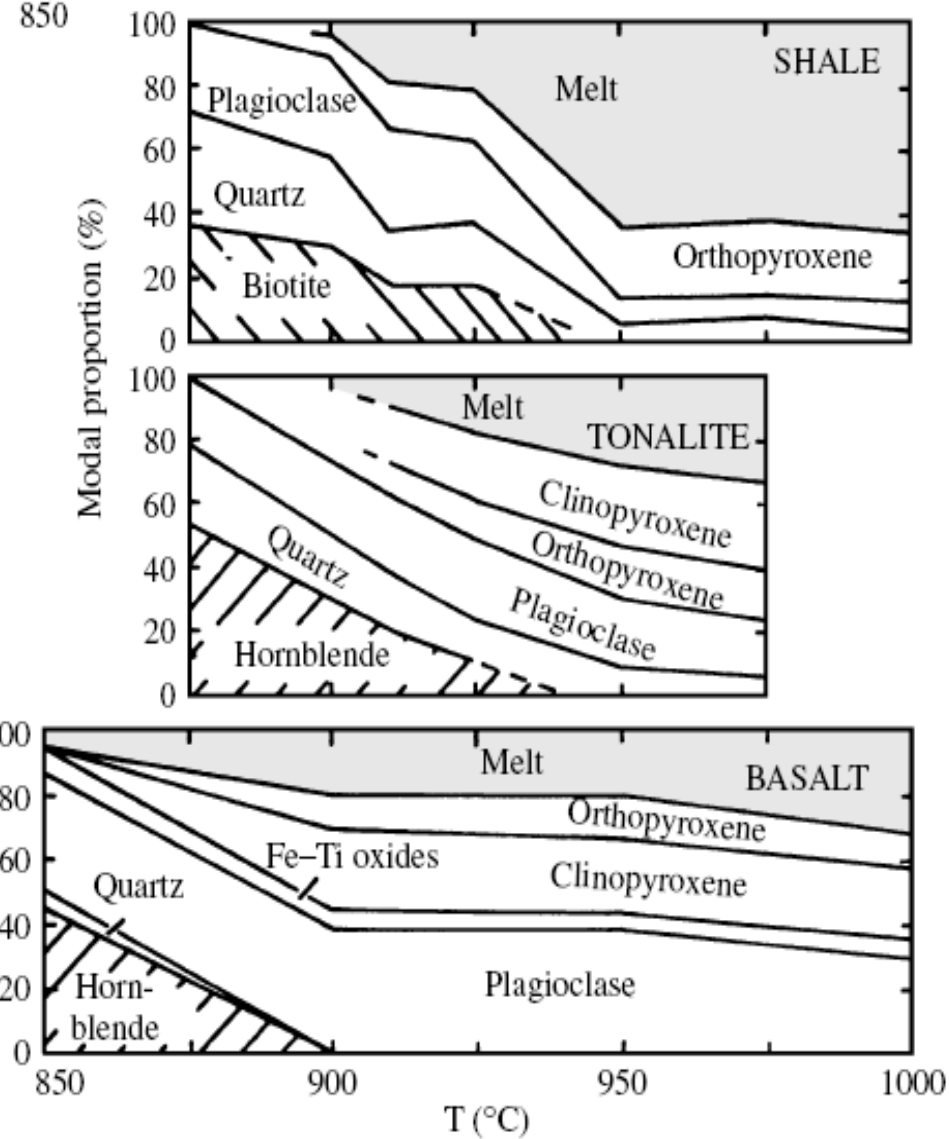 850
100
SHALE
Melt
80
Plagioclase
60
Quartz
40
Orthopyroxene
20
Biotite
0
Modal proportion (%)
100
Melt
80
TONALITE
60
Clinopyroxene
Quartz
Orthopyroxene
40
Plagioclase
20
Hornblende
0
00
Melt
BASALT
80
Orthopyroxene
60
Fe–Ti oxides
Clinopyroxene
Quartz
40
20
Horn-
blende
Plagioclase
0
850 900 950 1000
T (°C)